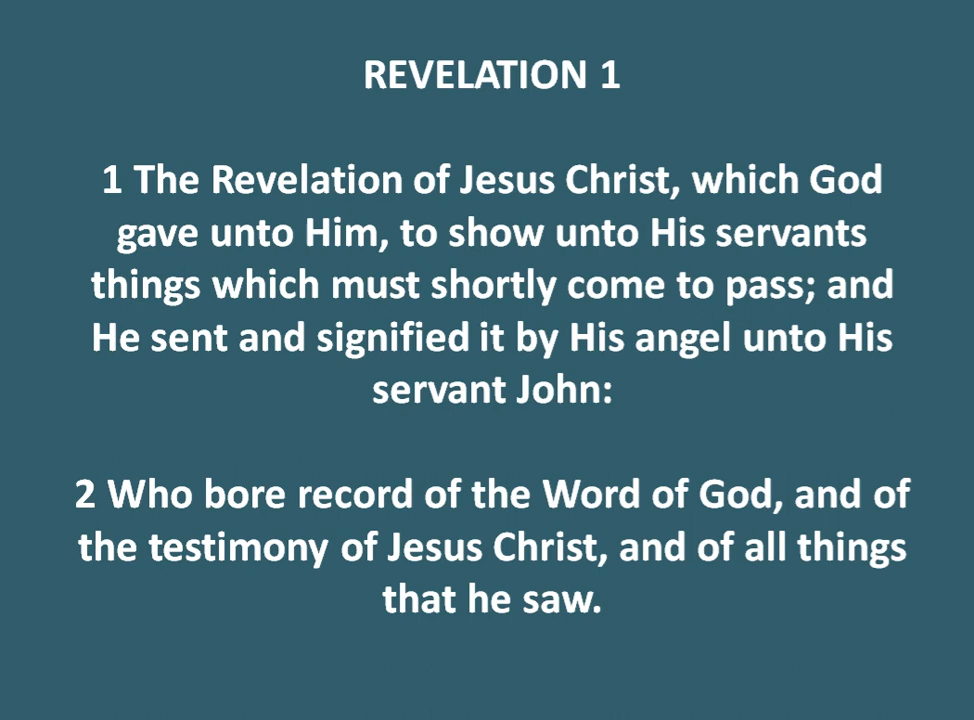 REVELATION 1
1 The Revelation of Jesus Christ, which God
gave unto Him, to show unto His servants
things which must shortly come to pass; and
He sent and signified it by His angel unto His
servant John:
2 Who bore record of the Word of God, and of
the testimony of Jesus Christ, and of all things
that he saw.